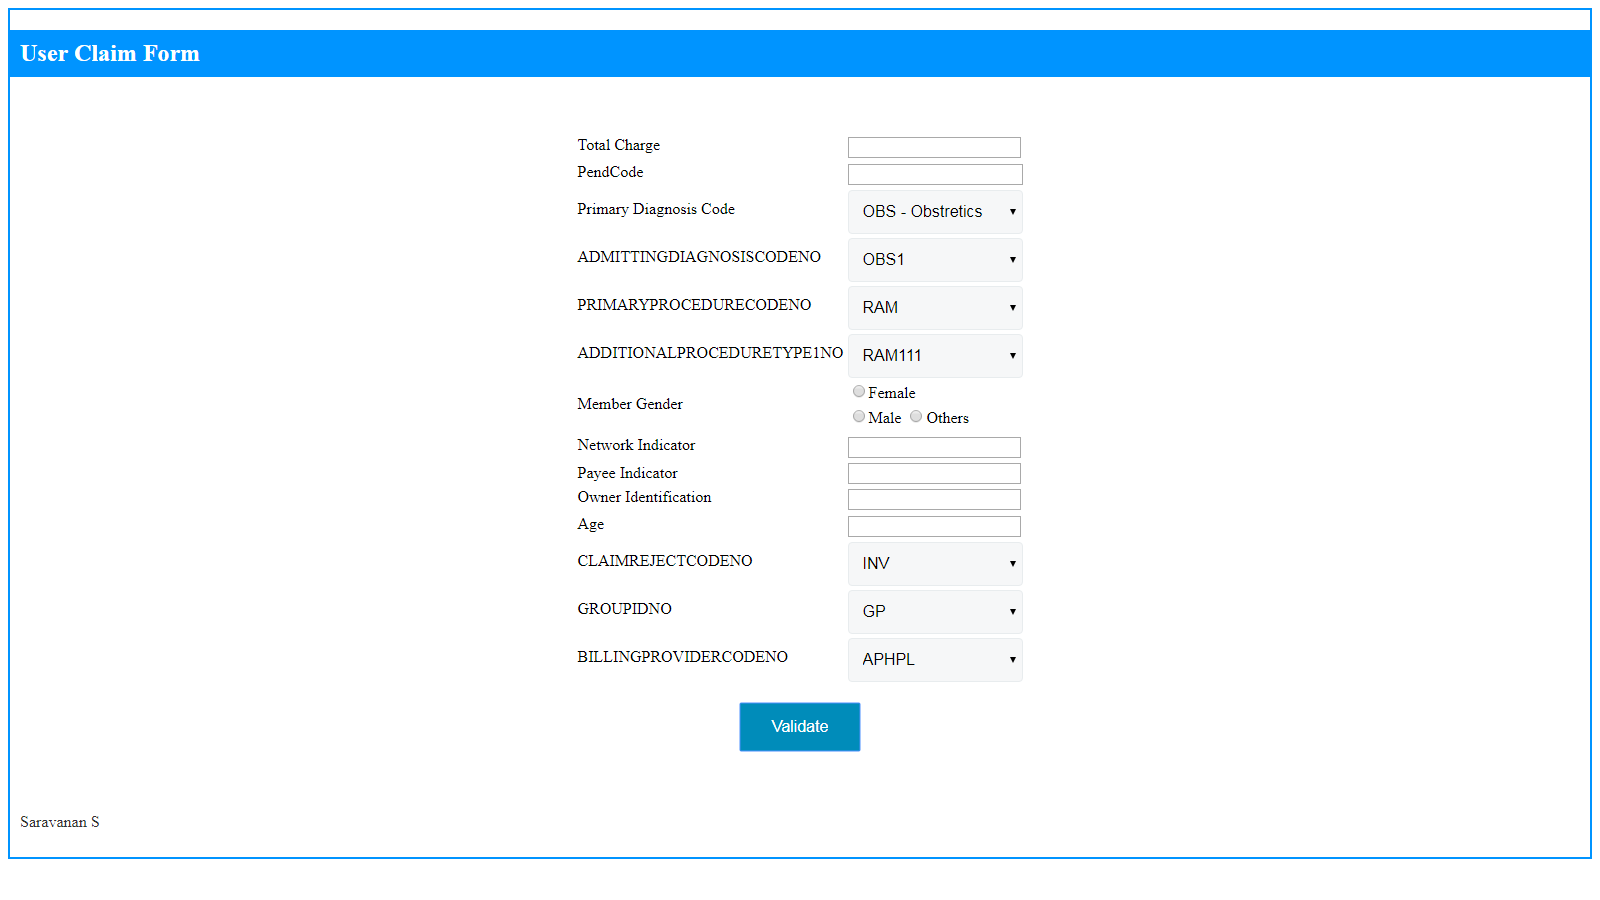 User Claim Form
Total Charge
PendCode
Primary Diagnosis Code OBS - Obstretics
ADMITTINGDIAGNOSISCODENO OBS1
PRIMARYPROCEDURECODENO RAM
ADDITIONALPROCEDURETYPE1NO RAM111
Member Gender
Female
Male Others
Network Indicator
Payee Indicator
Owner Identification
Age
CLAIMREJECTCODENO INV
GROUPIDNO GP
BILLINGPROVIDERCODENO APHPL
Validate
Saravanan S